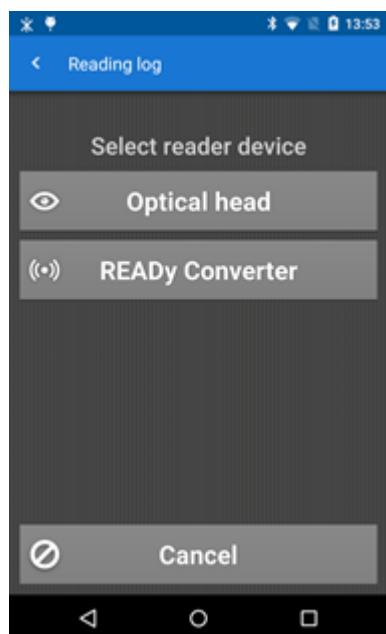 13:53
Reading log
Select reader device
Optical head
READy Converter
Cancel